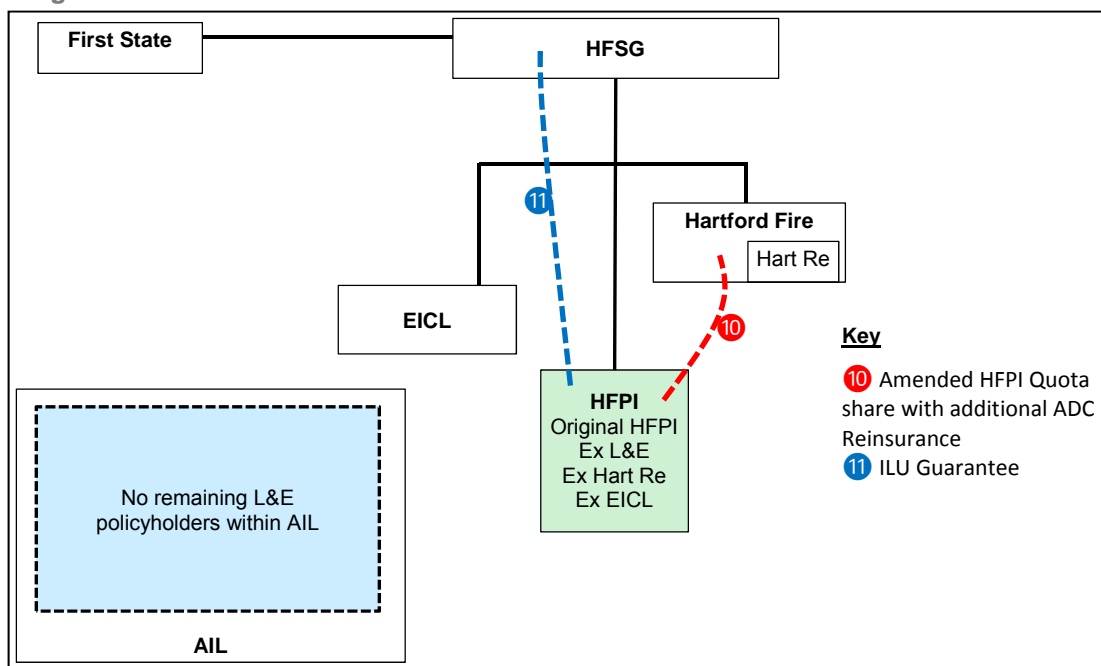 First State
HFSG
11
Hartford Fire
Hart Re
EICL
10
Key
10 Amended HFPI Quota
share with additional ADC
Reinsurance
11 ILU Guarantee
HFPI
Original HFPI
Ex L&E
Ex Hart Re
Ex EICL
No remaining L&E
policyholders within AIL
AIL